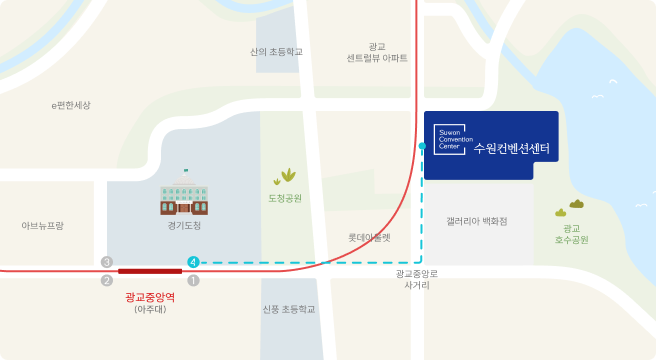 산의 초등학교
광교
센트럴뷰 아파트
e편한세상
Suwon
Convention
Center
수원컨벤션센터
도청공원
아브뉴프랑
경기도청
롯데아울렛
갤러리아 백화점
광교
호수공원
3
4
2
1
광교중앙역
(아주대)
신풍 초등학교
광교중앙로
사거리